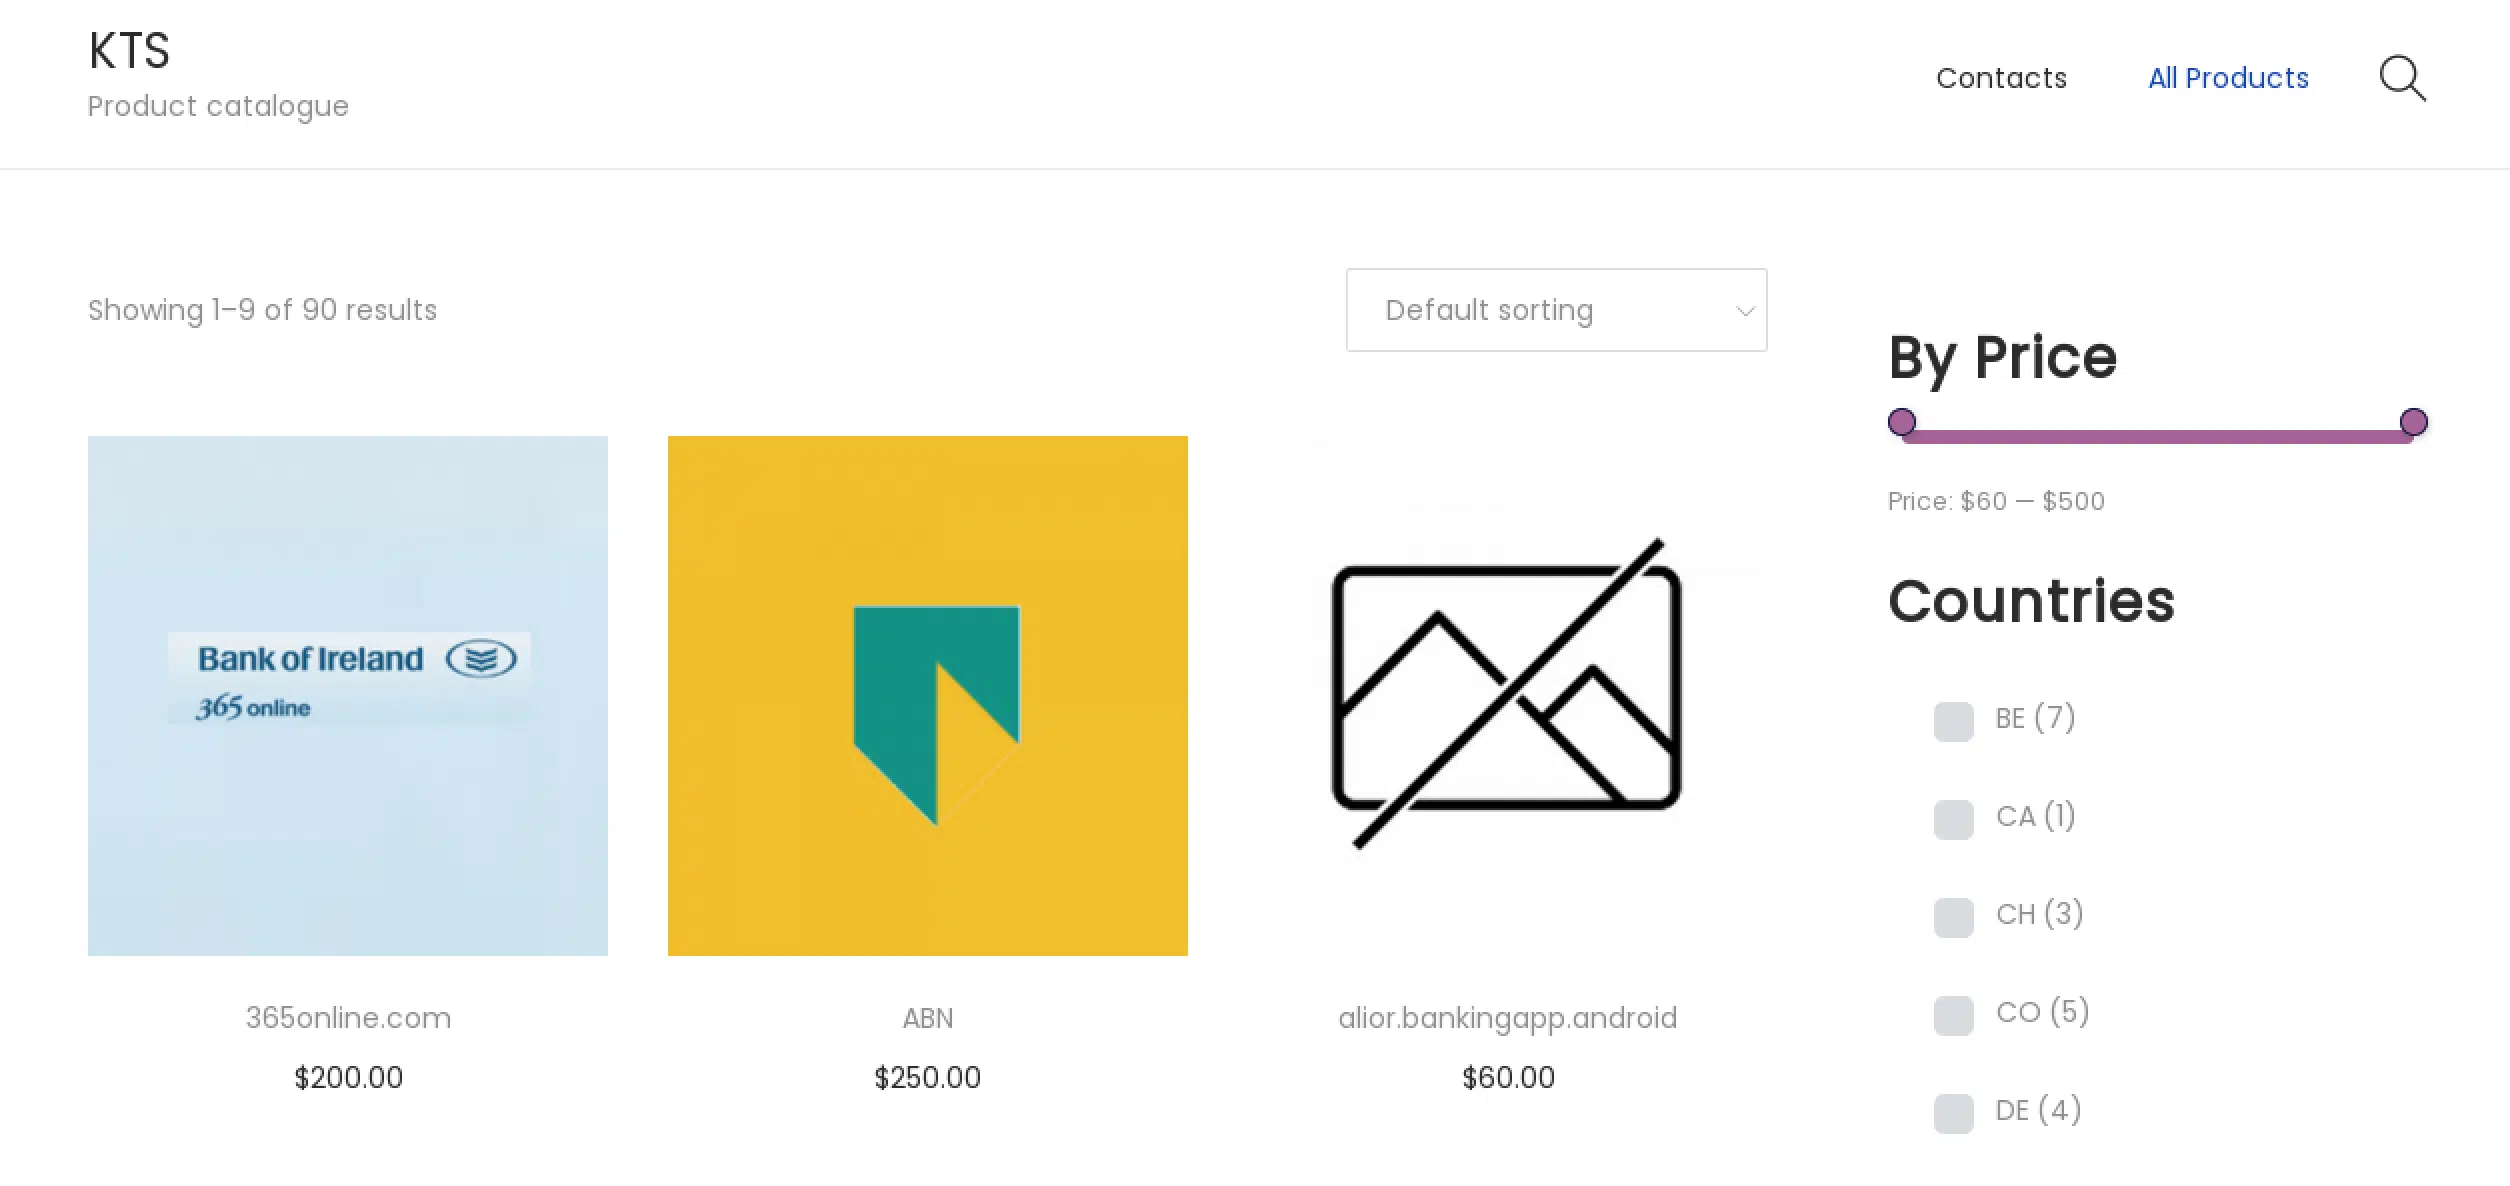 KTS
Product catalogue
Contacts
All Products
Showing 1–9 of 90 results
Default sorting
Bank of Ireland
365 online
365online.com
$200.00
ABN
$250.00
alior.bankingapp.android
$60.00
By Price
Price: $60 — $500
Countries
BE (7)
CA (1)
CH (3)
CO (5)
DE (4)